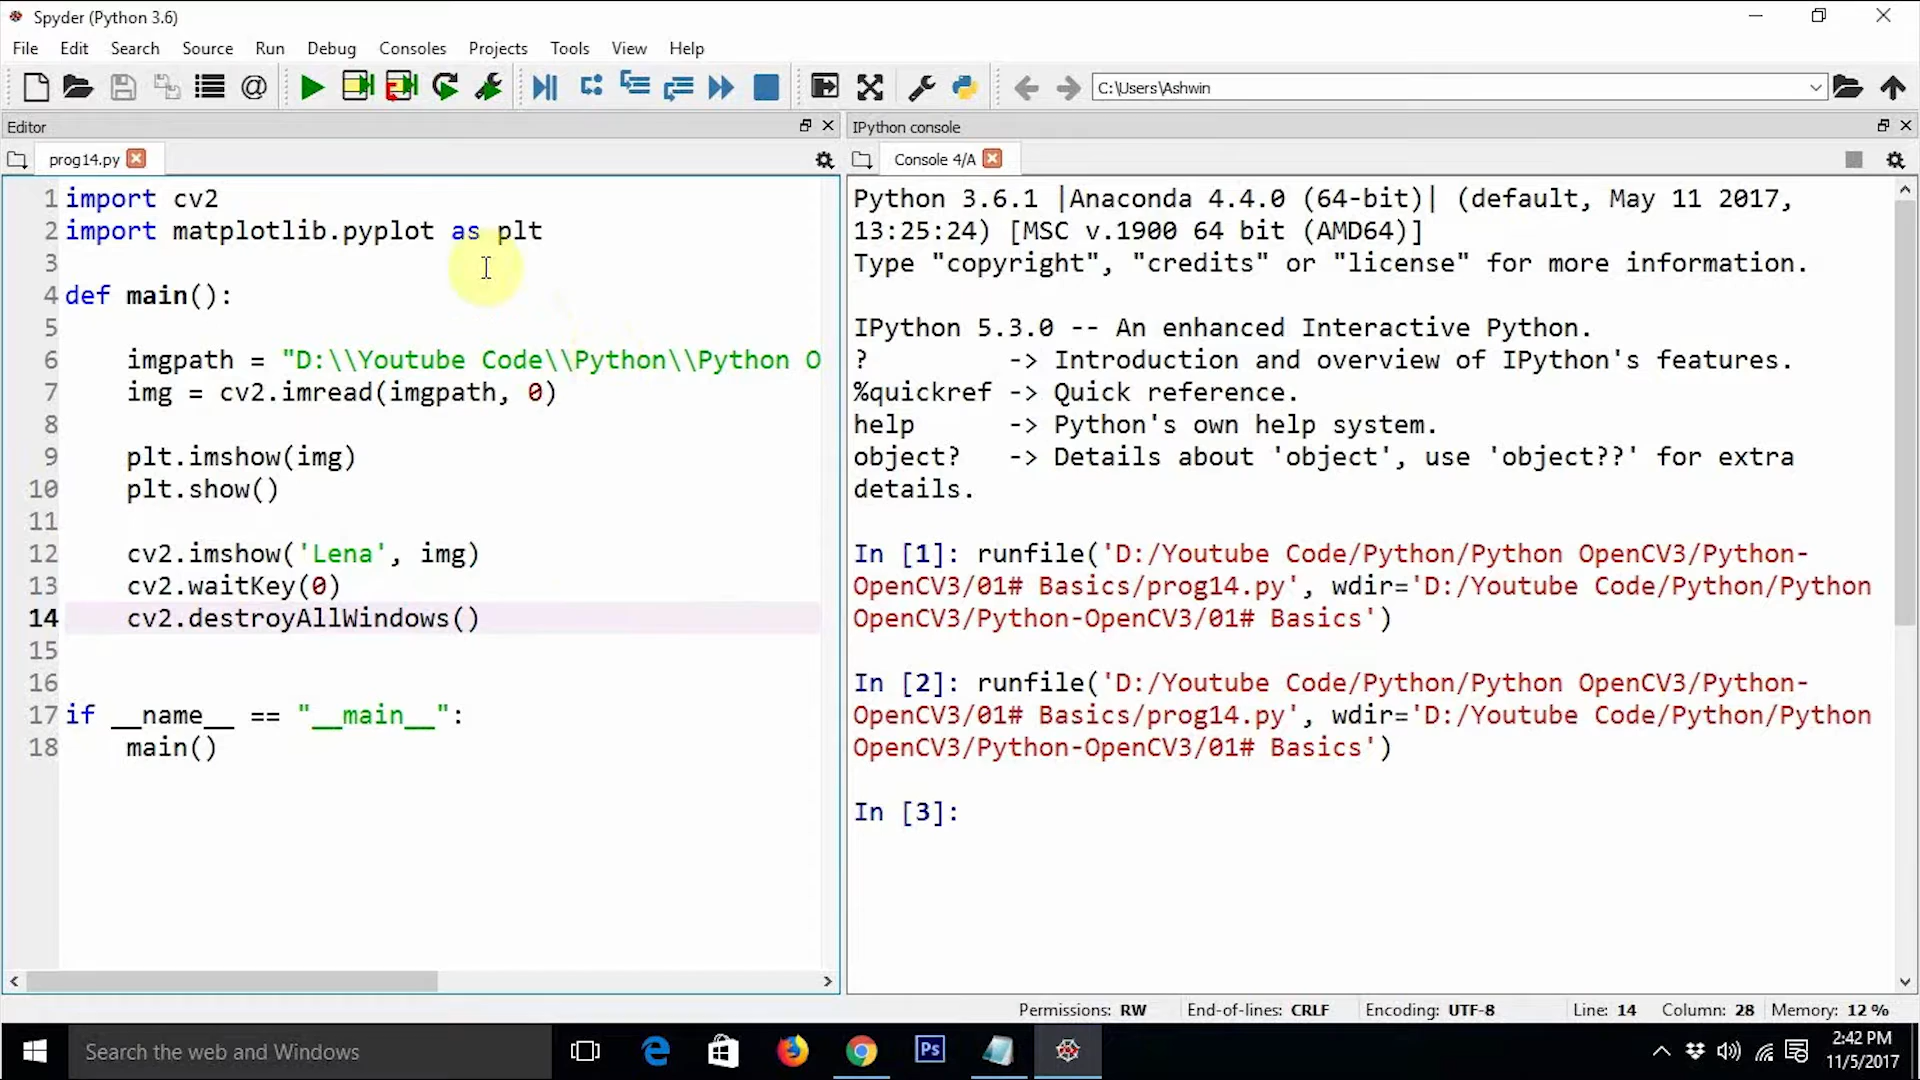 Spyder (Python 3.6)
File Edit Search Source Run Debug Consoles Projects Tools View Help
C:\Users\Ashwin
Editor
prog14.py
1 import cv2
2 import matplotlib.pyplot as plt
3
4 def main():
5
6 imgpath = "D:\\Youtube Code\\Python\\Python O
7 img = cv2.imread(imgpath, 0)
8
9 plt.imshow(img)
10 plt.show()
11
12 cv2.imshow('Lena', img)
13 cv2.waitKey(0)
14 cv2.destroyAllWindows()
15
16
17 if __name__ == "__main__":
18 main()
IPython console
Console 4/A
Python 3.6.1 |Anaconda 4.4.0 (64-bit)| (default, May 11 2017,
13:25:24) [MSC v.1900 64 bit (AMD64)]
Type "copyright", "credits" or "license" for more information.
IPython 5.3.0 -- An enhanced Interactive Python.
? -> Introduction and overview of IPython's features.
%quickref -> Quick reference.
help -> Python's own help system.
object? -> Details about 'object', use 'object??' for extra
details.
In [1]: runfile('D:/Youtube Code/Python/Python OpenCV3/Python-
OpenCV3/01# Basics/prog14.py', wdir='D:/Youtube Code/Python/Python
OpenCV3/Python-OpenCV3/01# Basics')
In [2]: runfile('D:/Youtube Code/Python/Python OpenCV3/Python-
OpenCV3/01# Basics/prog14.py', wdir='D:/Youtube Code/Python/Python
OpenCV3/Python-OpenCV3/01# Basics')
In [3]:
Permissions: RW End-of-lines: CRLF Encoding: UTF-8 Line: 14 Column: 28 Memory: 12 %
Search the web and Windows
Ps
2:42 PM
11/5/2017